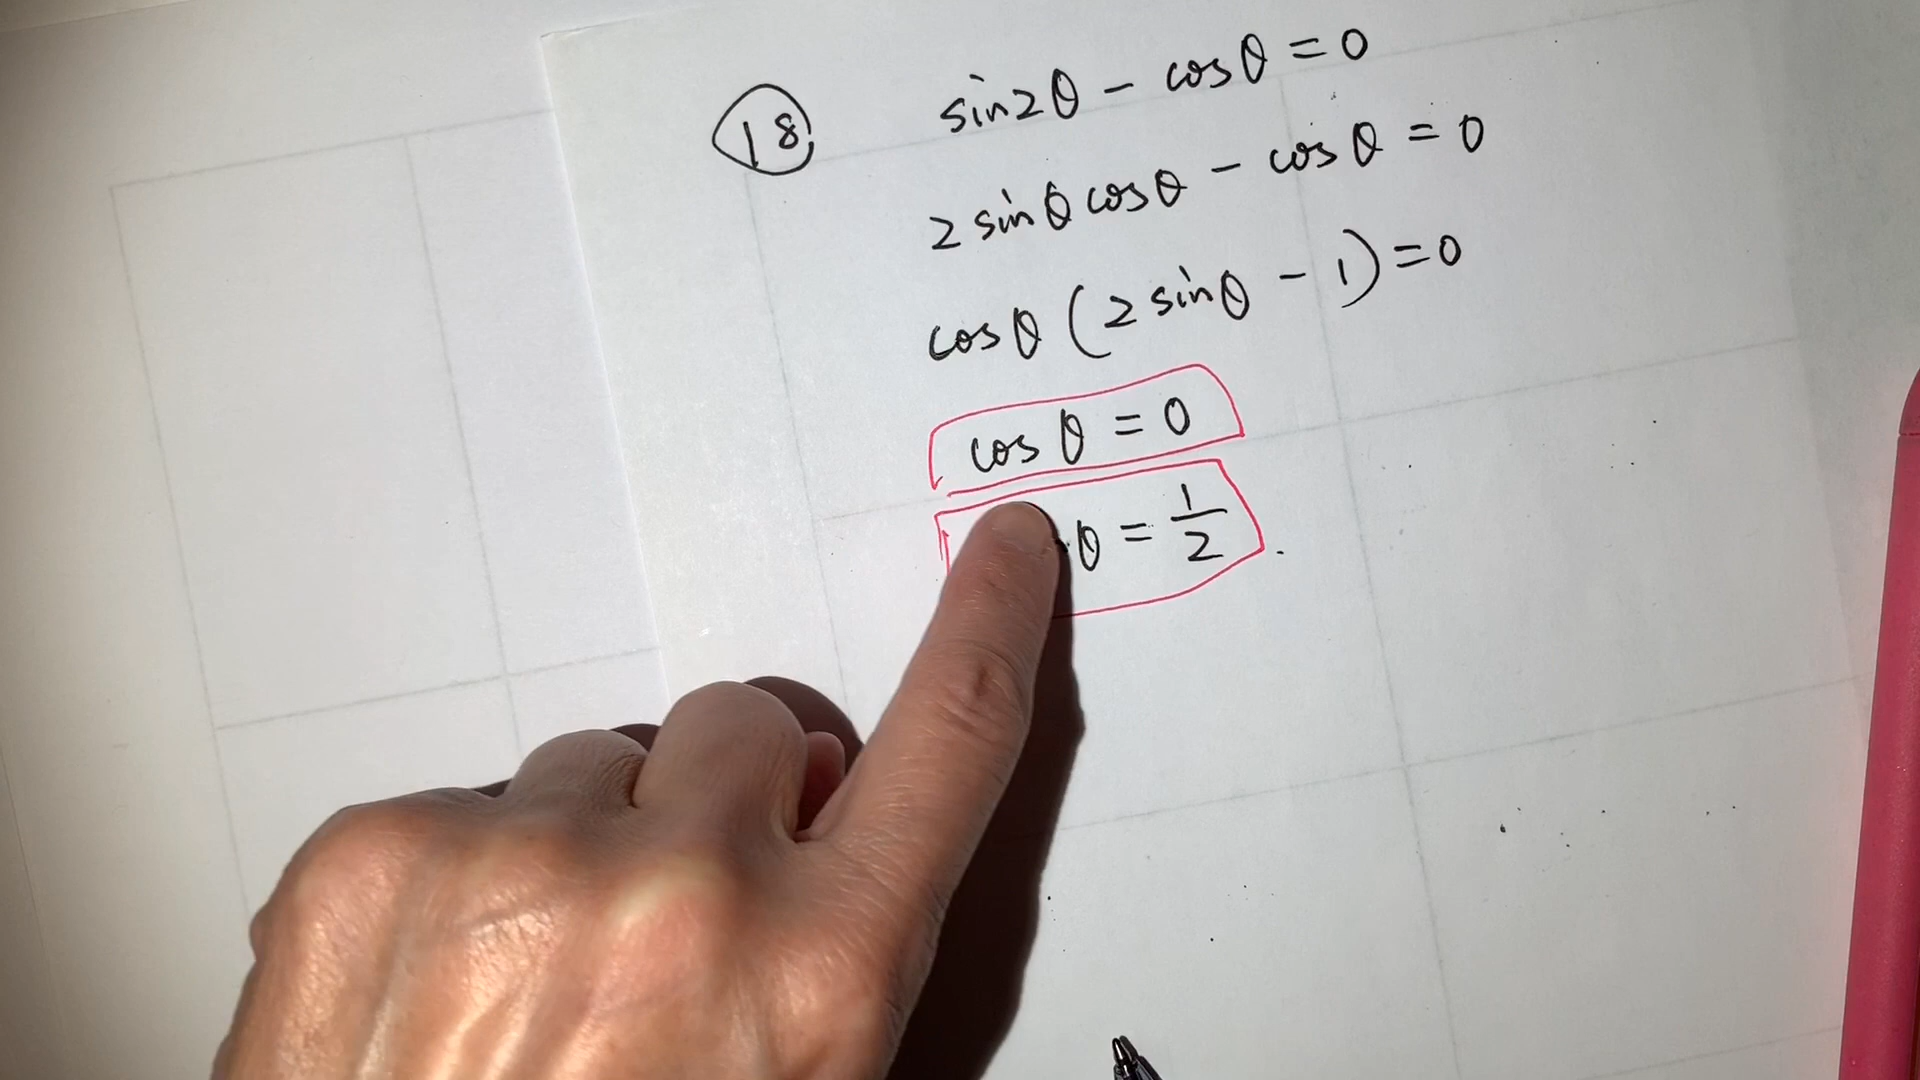 18 sin2θ - cosθ = 0
2 sinθ cosθ - cosθ = 0
cosθ (2 sinθ - 1) = 0
cos θ = 0
θ = 1/2